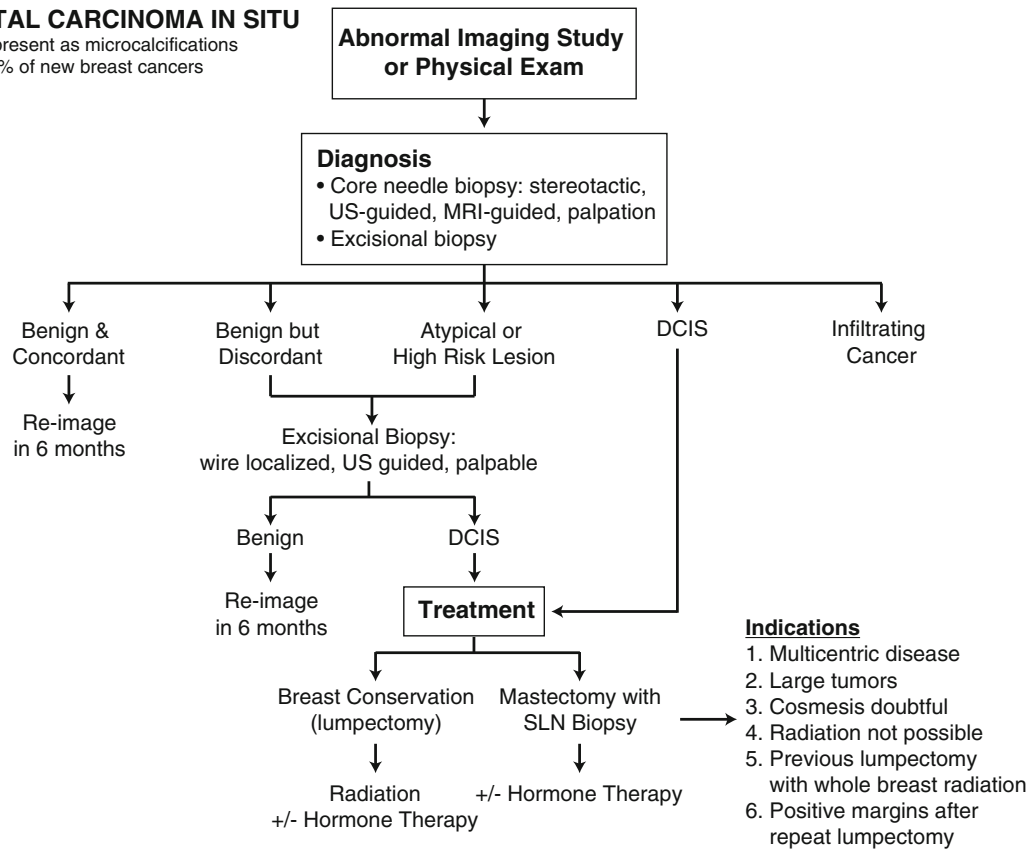 TAL CARCINOMA IN SITU
present as microcalcifications
% of new breast cancers
Abnormal Imaging Study
or Physical Exam
Diagnosis
• Core needle biopsy: stereotactic,
US-guided, MRI-guided, palpation
• Excisional biopsy
Benign &
Concordant
Benign but
Discordant
Atypical or
High Risk Lesion
DCIS
Infiltrating
Cancer
Re-image
in 6 months
Excisional Biopsy:
wire localized, US guided, palpable
Benign
DCIS
Re-image
in 6 months
Treatment
Breast Conservation
(lumpectomy)
Mastectomy with
SLN Biopsy
Radiation
+/- Hormone Therapy
+/- Hormone Therapy
Indications
1. Multicentric disease
2. Large tumors
3. Cosmesis doubtful
4. Radiation not possible
5. Previous lumpectomy
with whole breast radiation
6. Positive margins after
repeat lumpectomy